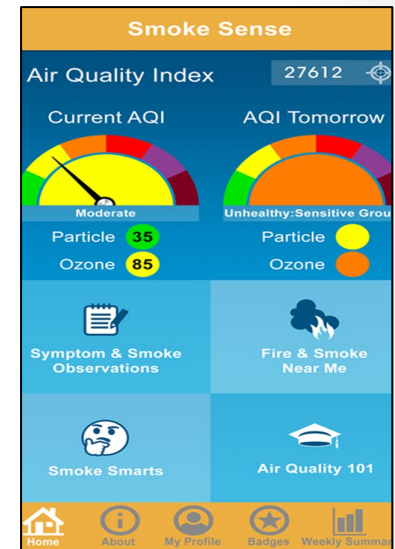 Smoke Sense
Air Quality Index 27612
Current AQI AQI Tomorrow
Moderate Unhealthy:Sensitive Grou
Particle 35 Particle
Ozone 85 Ozone
Symptom & Smoke
Observations
Fire & Smoke
Near Me
Smoke Smarts
Air Quality 101
Home About My Profile Badges Weekly Summar